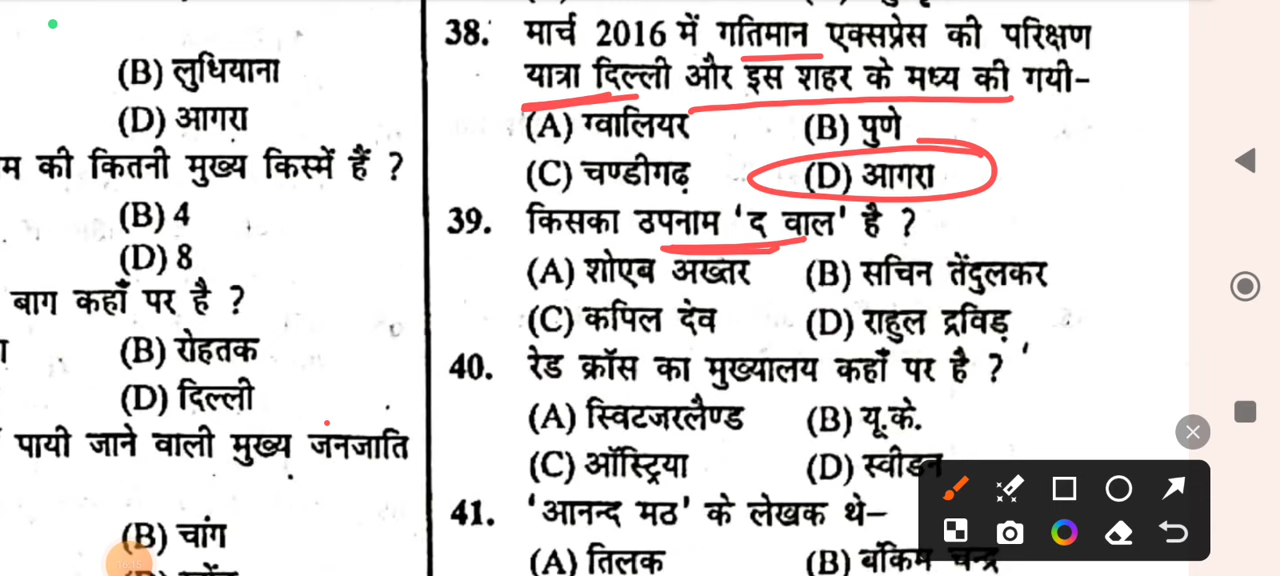 (B) लुधियाना
(D) आगरा
म की कितनी मुख्य किस्में हैं ?
(B) 4
(D) 8
बाग कहाँ पर है ?
(B) रोहतक
(D) दिल्ली
पायी जाने वाली मुख्य जनजाति
(B) चांग
38. मार्च 2016 में गतिमान एक्सप्रेस की परिक्षण
यात्रा दिल्ली और इस शहर के मध्य की गयी–
(A) ग्वालियर (B) पुणे
(C) चण्डीगढ़ (D) आगरा
39. किसका उपनाम ‘द वाल’ है ?
(A) शोएब अख्तर (B) सचिन तेंदुलकर
(C) कपिल देव (D) राहुल द्रविड़
40. रेड क्रॉस का मुख्यालय कहाँ पर है ?
(A) स्विटजरलैण्ड (B) यू.के.
(C) ऑस्ट्रिया (D) स्वीडन
41. ‘आनन्द मठ’ के लेखक थे–
(A) तिलक (B) बंकिम चन्द्र